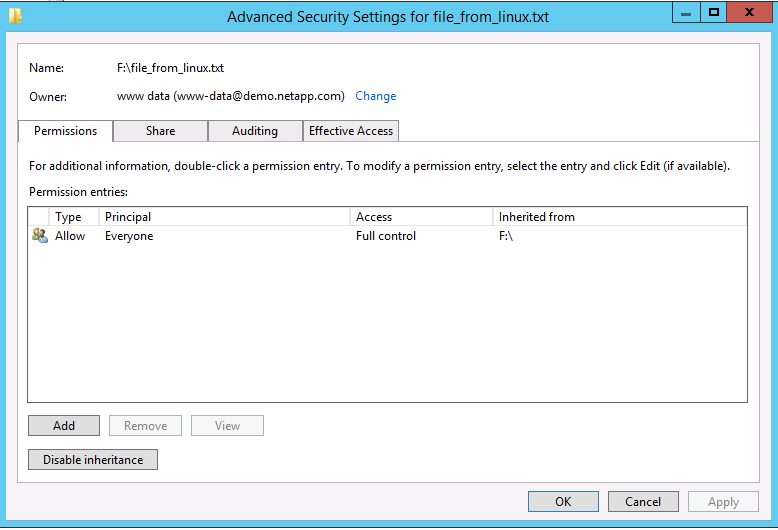 Advanced Security Settings for file_from_linux.txt
Name: F:\file_from_linux.txt
Owner: www data (www-data@demo.netapp.com) Change
Permissions Share Auditing Effective Access
For additional information, double-click a permission entry. To modify a permission entry, select the entry and click Edit (if available).
Permission entries:
Type Principal Access Inherited from
Allow Everyone Full control F:\
Add Remove View
Disable inheritance
OK Cancel Apply